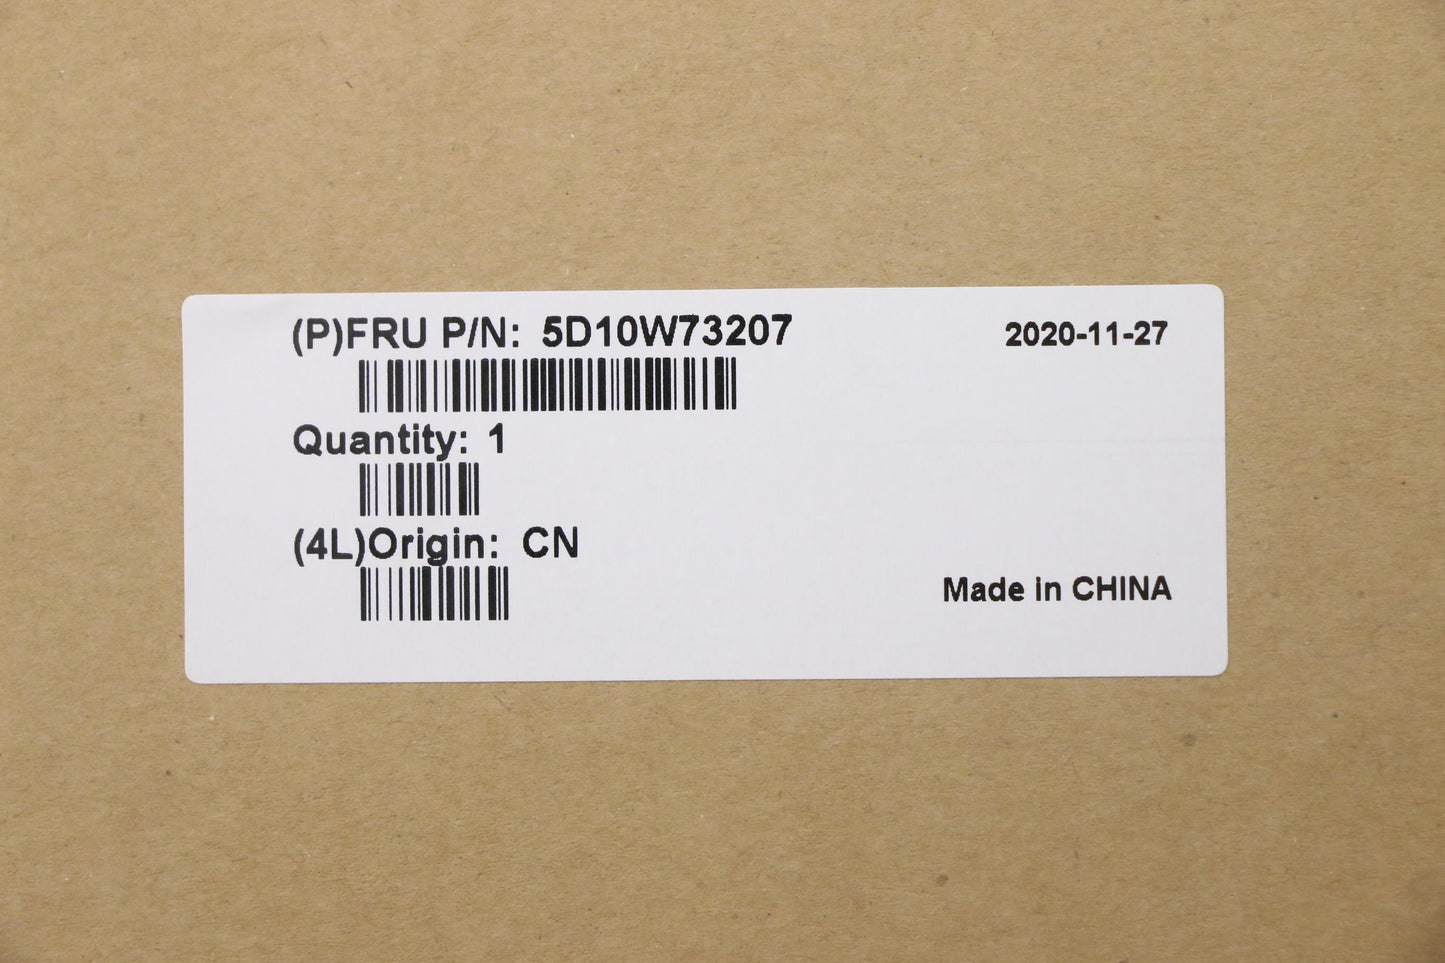 (P)FRU P/N: 5D10W73207
2020-11-27
Quantity: 1
(4L)Origin: CN
Made in CHINA